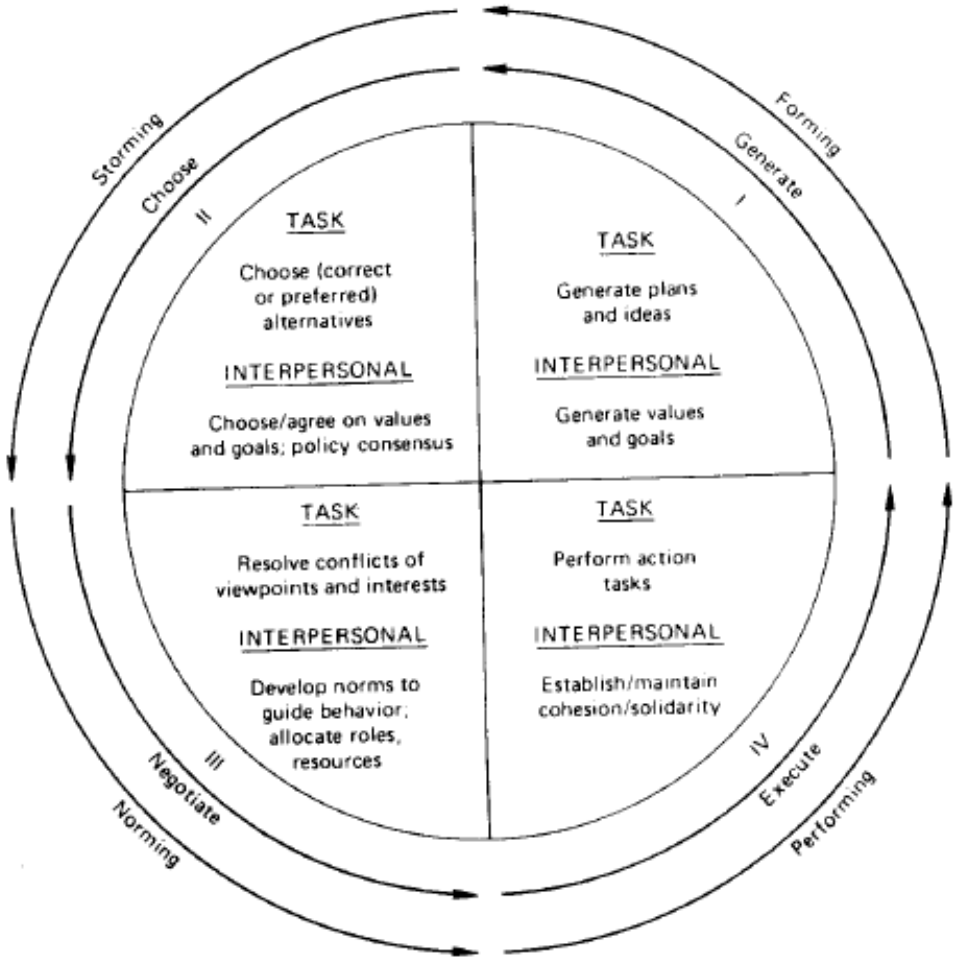 Storming
Forming
Choose
Generate
II
I
TASK
Choose (correct
or preferred)
alternatives
INTERPERSONAL
Choose/agree on values
and goals; policy consensus
TASK
Generate plans
and ideas
INTERPERSONAL
Generate values
and goals
TASK
Resolve conflicts of
viewpoints and interests
INTERPERSONAL
Develop norms to
guide behavior;
allocate roles,
resources
TASK
Perform action
tasks
INTERPERSONAL
Establish/maintain
cohesion/solidarity
III
IV
Negotiate
Execute
Norming
Performing